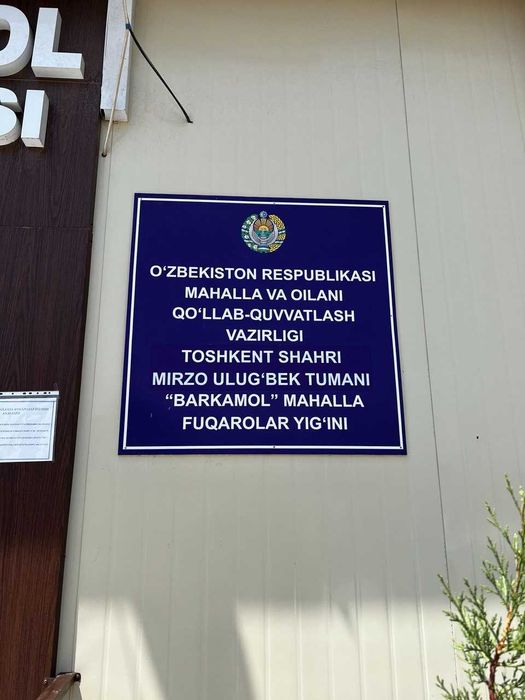 OL
SI
O‘ZBEKISTON RESPUBLIKASI
MAHALLA VA OILANI
QO‘LLAB-QUVVATLASH
VAZIRLIGI
TOSHKENT SHAHRI
MIRZO ULUG‘BEK TUMANI
“BARKAMOL” MAHALLA
FUQAROLAR YIG‘INI